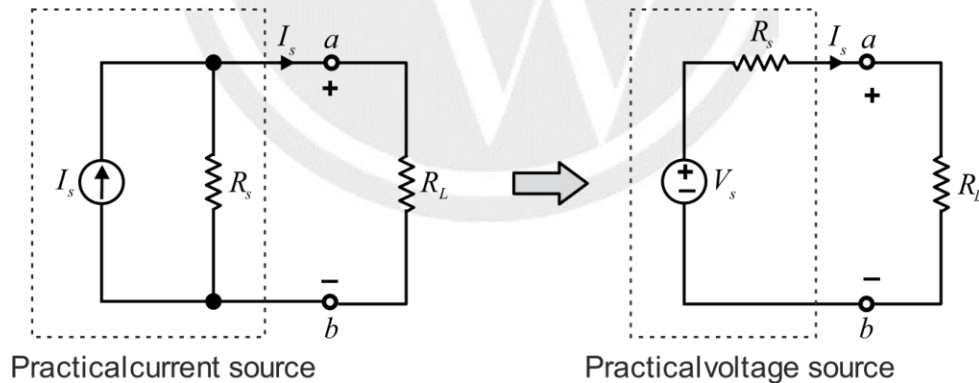 I_s a R_s I_s a
+ +
I_s R_s R_L + − V_s R_L
− −
b b
Practicalcurrent source Practicalvoltage source